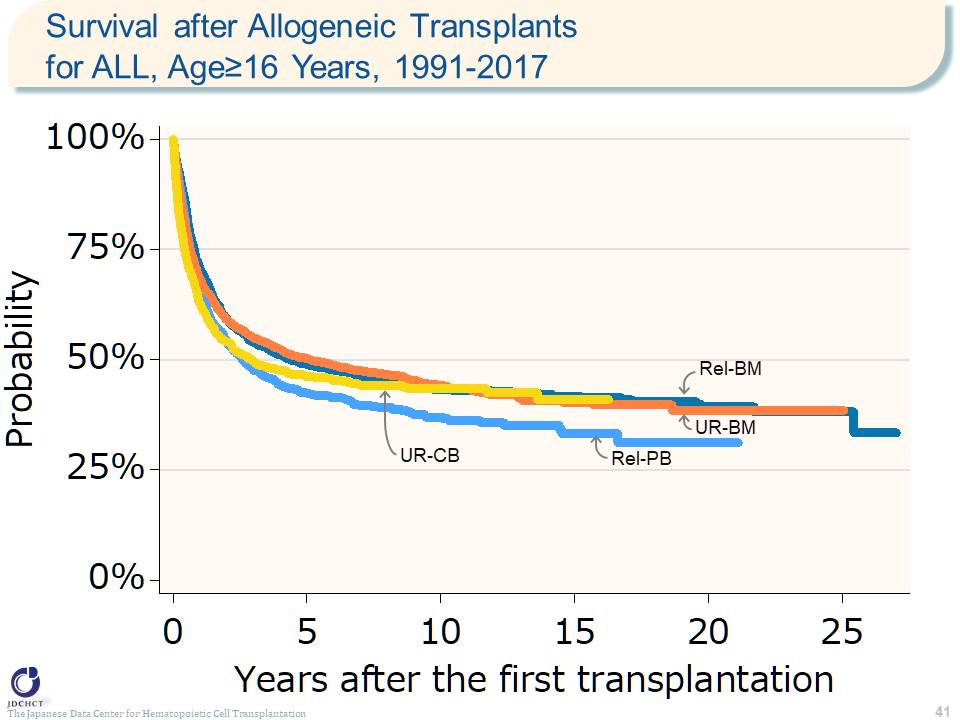 Survival after Allogeneic Transplants
for ALL, Age≥16 Years, 1991-2017
100%
75%
50%
25%
0%
Probability
Rel-BM
UR-BM
UR-CB
Rel-PB
0 5 10 15 20 25
Years after the first transplantation
JDCHCT
The Japanese Data Center for Hematopoietic Cell Transplantation
41